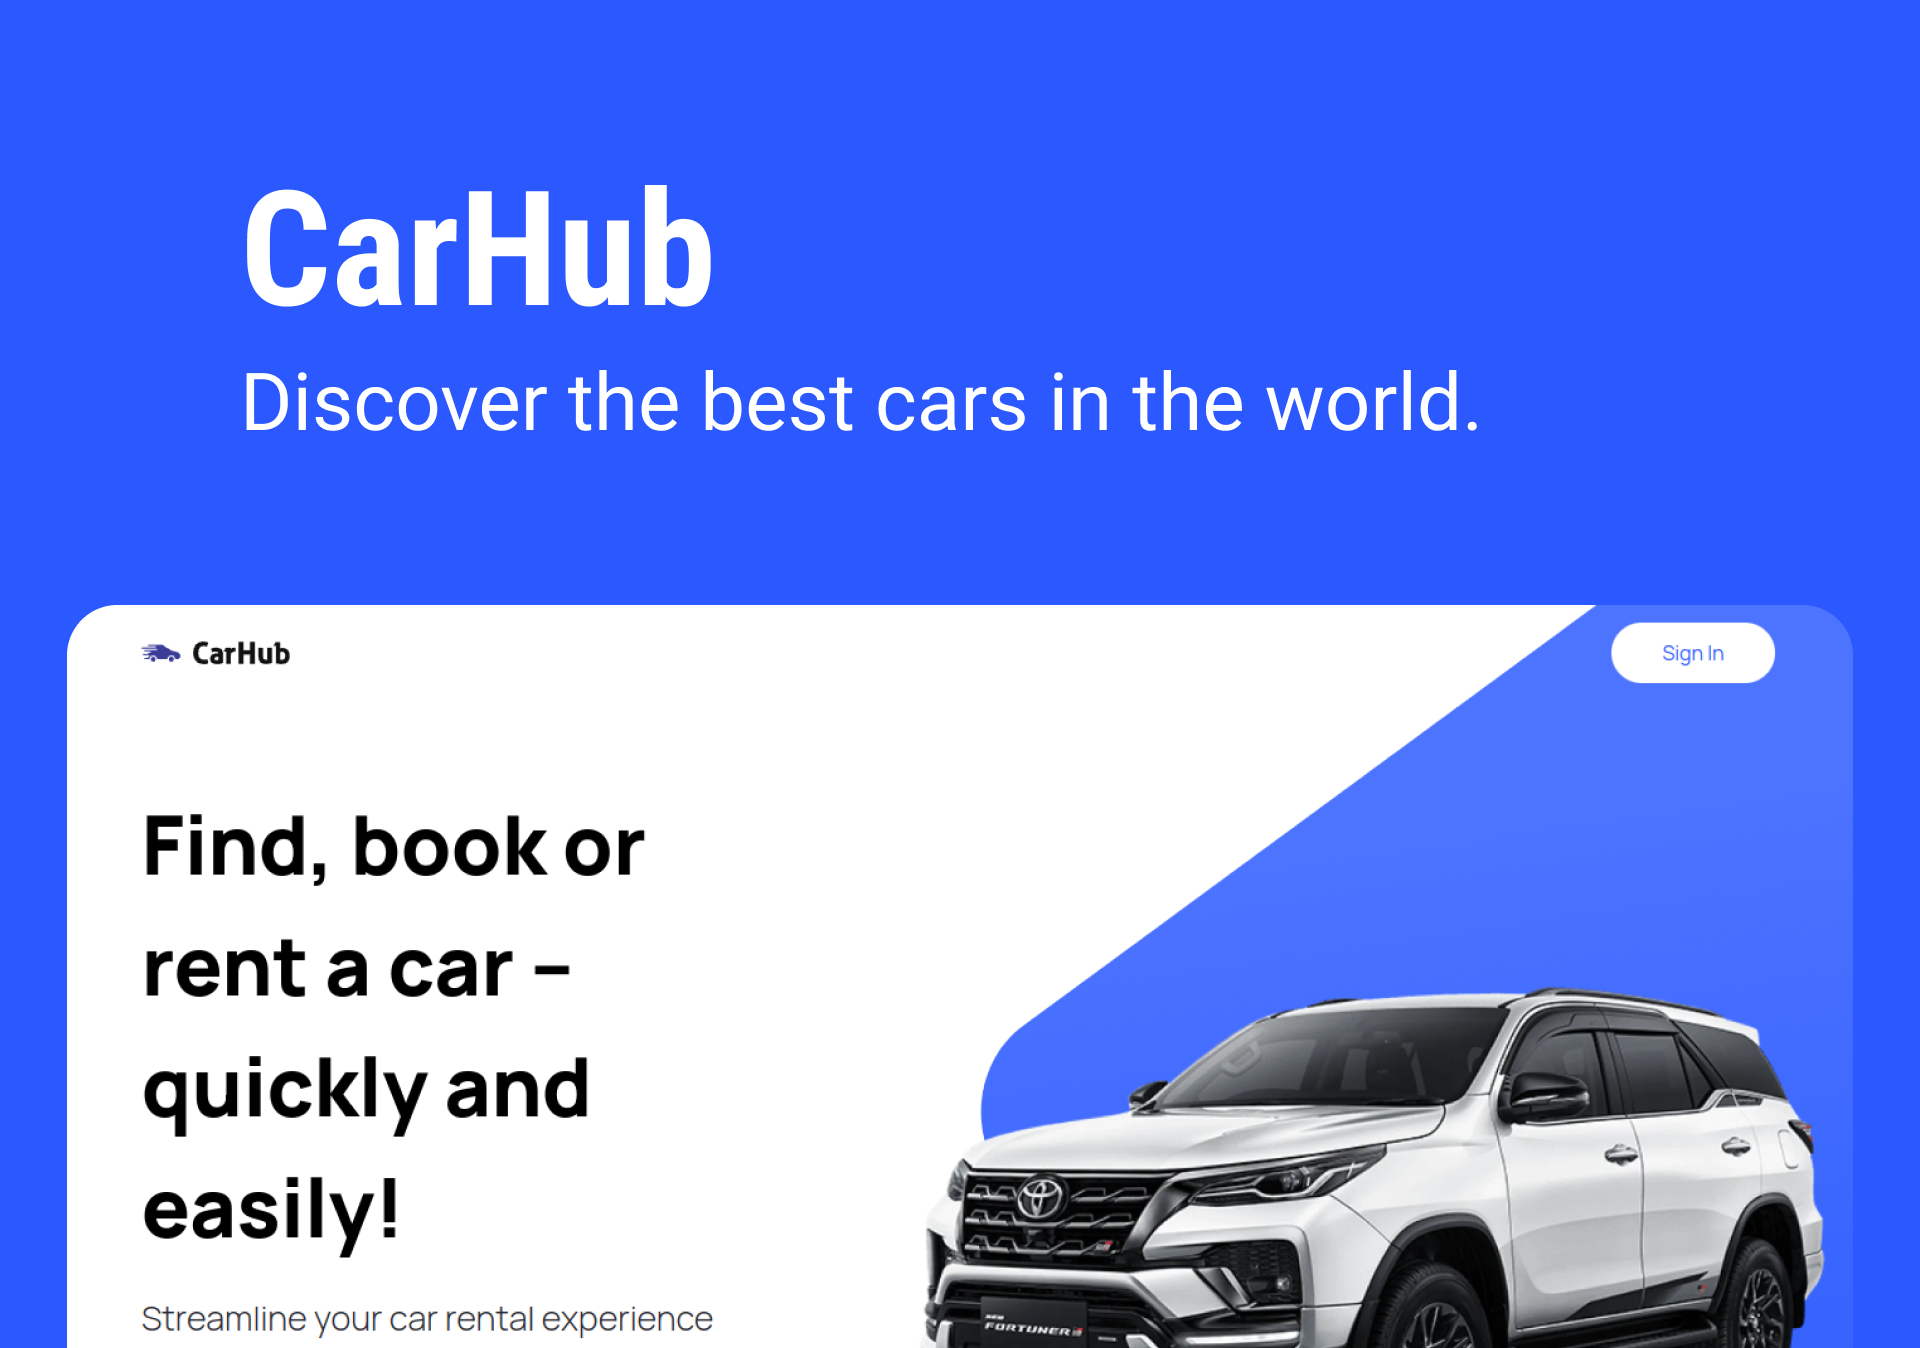 CarHub
Discover the best cars in the world.
CarHub
Sign In
Find, book or
rent a car –
quickly and
easily!
Streamline your car rental experience
NEW
FORTUNER